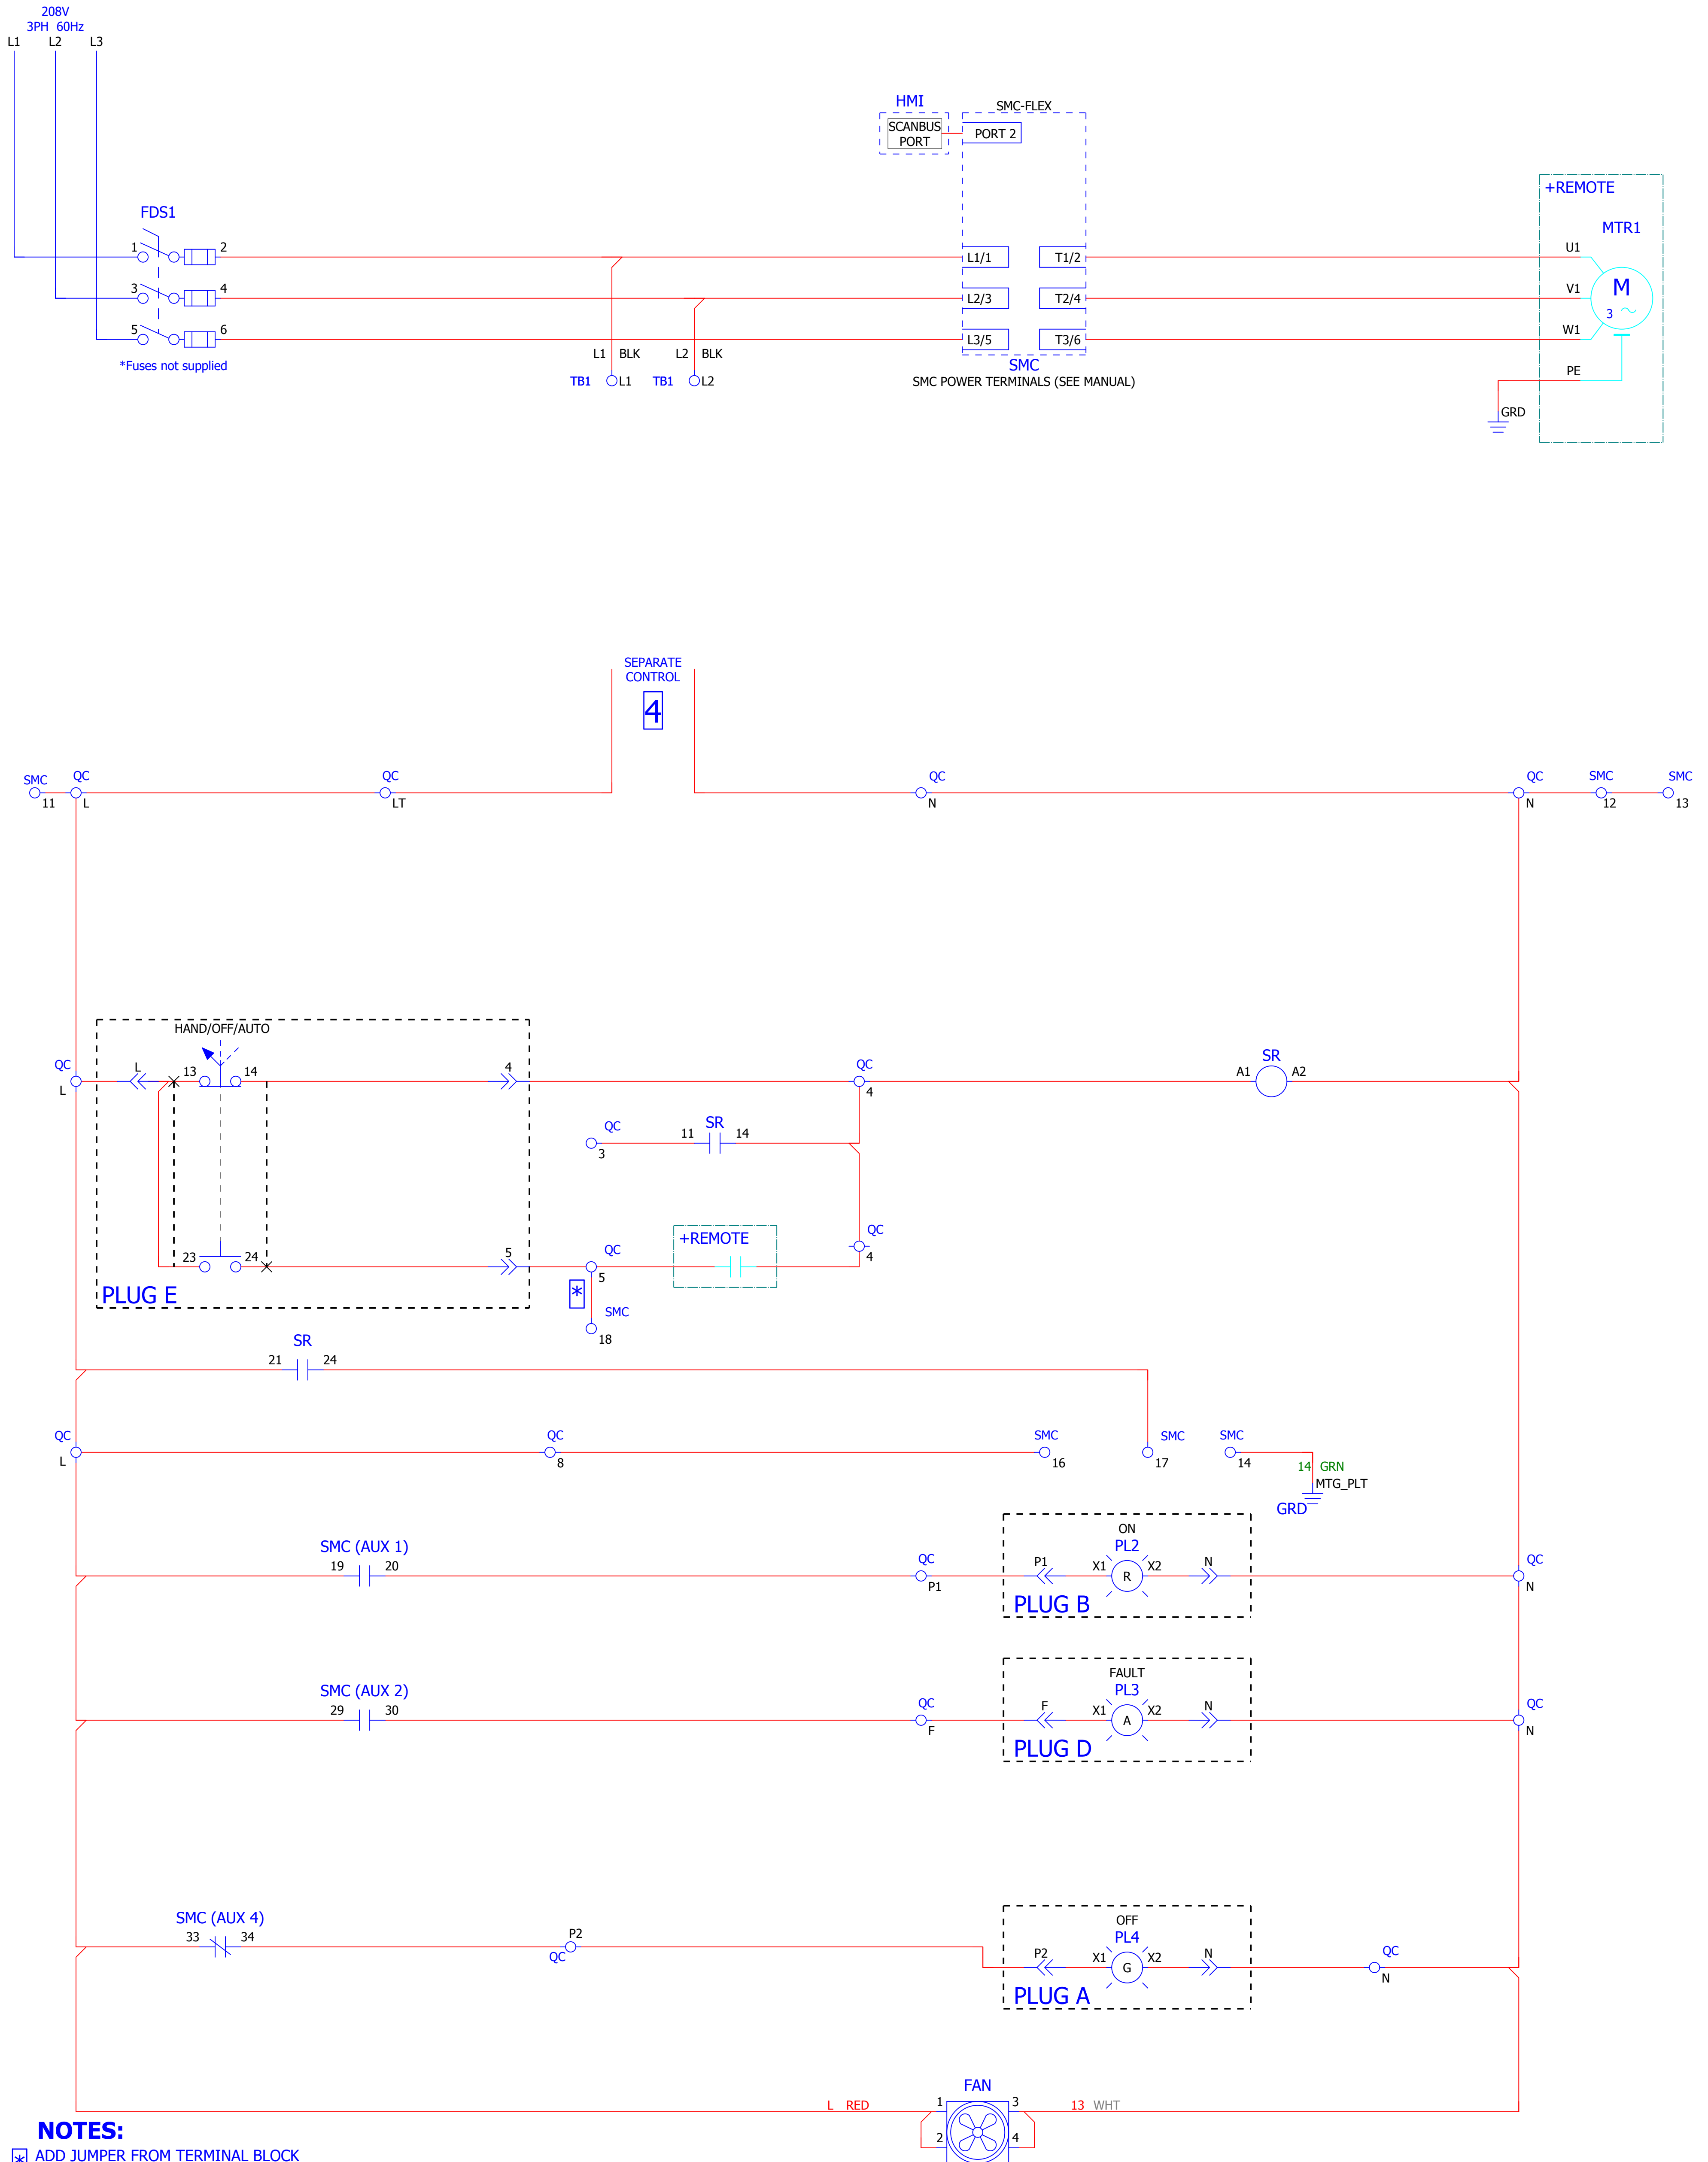 208V
3PH 60Hz
L1 L2 L3
HMI
SMC-FLEX
SCANBUS
PORT
PORT 2
+REMOTE
FDS1
MTR1
1 2 L1/1 T1/2 U1
M
3 4 L2/3 T2/4 V1
3
5 6 L3/5 T3/6 W1
*Fuses not supplied
L1 BLK L2 BLK
SMC
PE
TB1 L1 TB1 L2
SMC POWER TERMINALS (SEE MANUAL)
GRD
SEPARATE
CONTROL
4
SMC QC QC QC QC SMC SMC
11 L LT N N 12 13
HAND/OFF/AUTO
SR
QC L 13 14 4 QC A1 A2
L 4
QC SR
11 14
3
QC
+REMOTE
QC
23 24 5 4
5
PLUG E
*
SMC
18
SR
21 24
QC QC SMC SMC SMC
L 8 16 17 14
14 GRN
MTG_PLT
GRD
ON
SMC (AUX 1) PL2
19 20 QC P1 X1 R X2 N QC
P1 N
PLUG B
FAULT
SMC (AUX 2) PL3
29 30 QC F X1 A X2 N QC
F N
PLUG D
SMC (AUX 4) OFF
33 34 P2 PL4
QC P2 X1 G X2 N QC
N
PLUG A
FAN
L RED 1 3 13 WHT
NOTES:
2 4
* ADD JUMPER FROM TERMINAL BLOCK